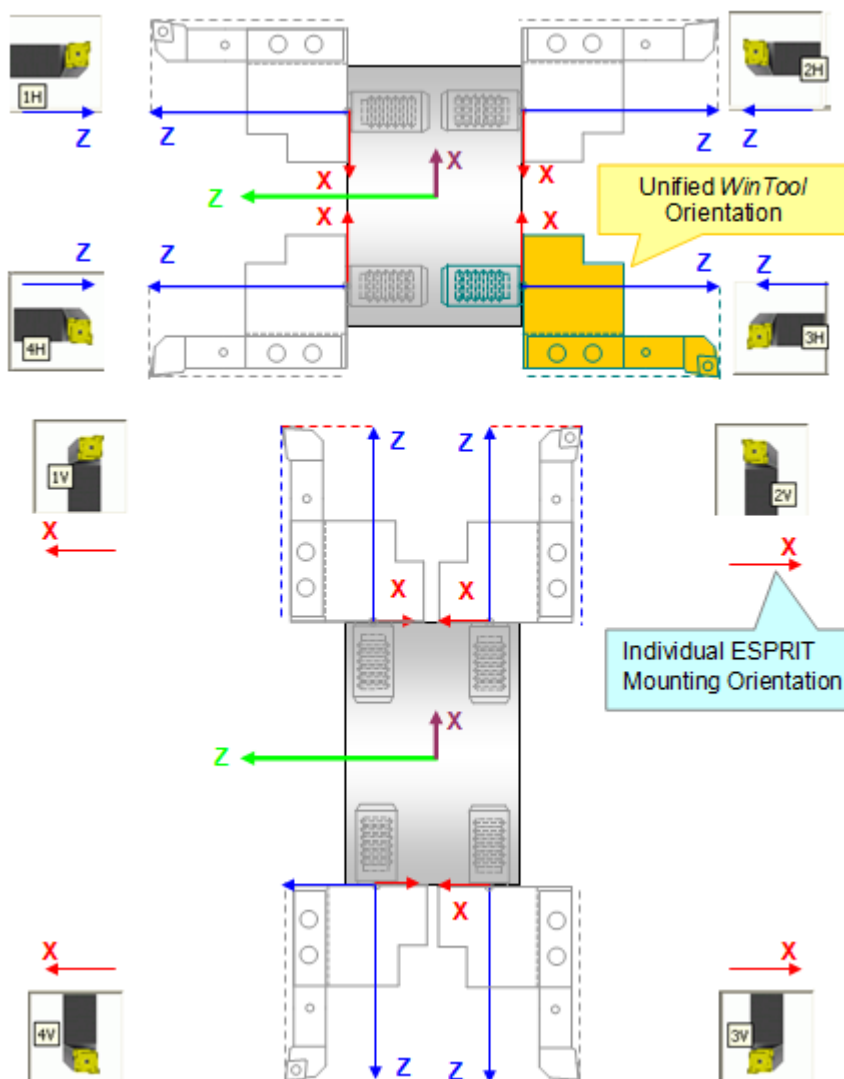 1H
2H
Z
Z
Z
Z
X
X
X
Z
Unified WinTool
Orientation
X
X
Z
Z
Z
Z
4H
3H
Z
Z
1V
2V
X
X
X
X
Individual ESPRIT
Mounting Orientation
X
Z
X
X
X
4V
3V
Z
Z